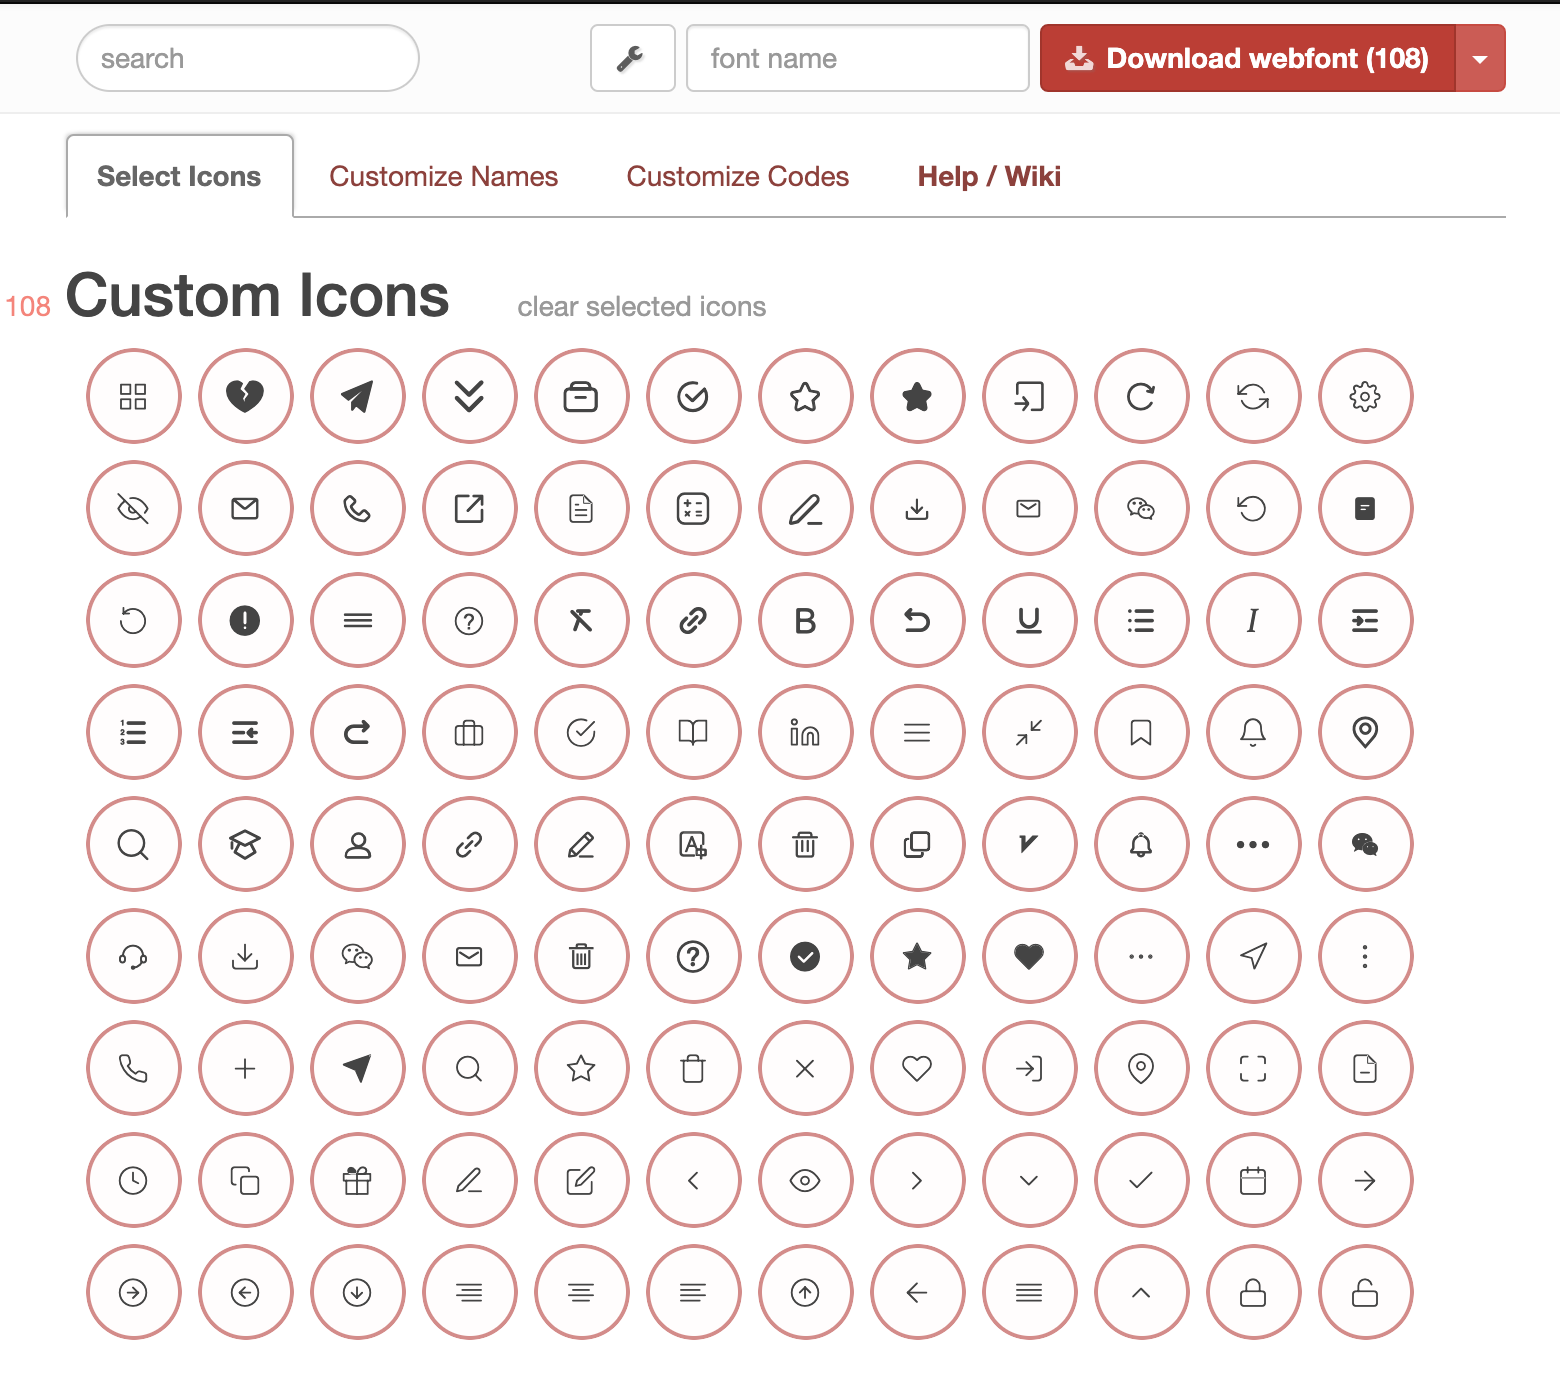 search
font name
Download webfont (108)
Select Icons
Customize Names
Customize Codes
Help / Wiki
108
Custom Icons
clear selected icons